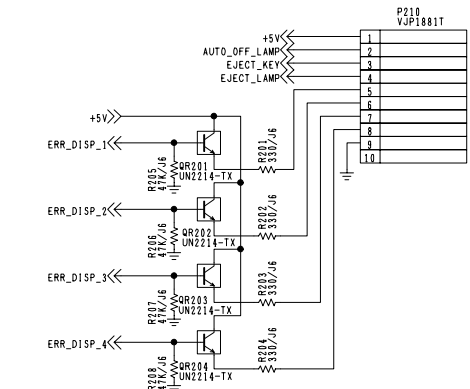 P210
VJP1881T
+5V
1
AUTO_OFF_LAMP
2
EJECT_KEY
3
EJECT_LAMP
4
5
6
7
8
9
10
+5V
ERR_DISP_1
R205
47K/J6
QR201
UN2214-TX
R201
330/J6
ERR_DISP_2
R206
47K/J6
QR202
UN2214-TX
R202
330/J6
ERR_DISP_3
R207
47K/J6
QR203
UN2214-TX
R203
330/J6
ERR_DISP_4
R208
47K/J6
QR204
UN2214-TX
R204
330/J6